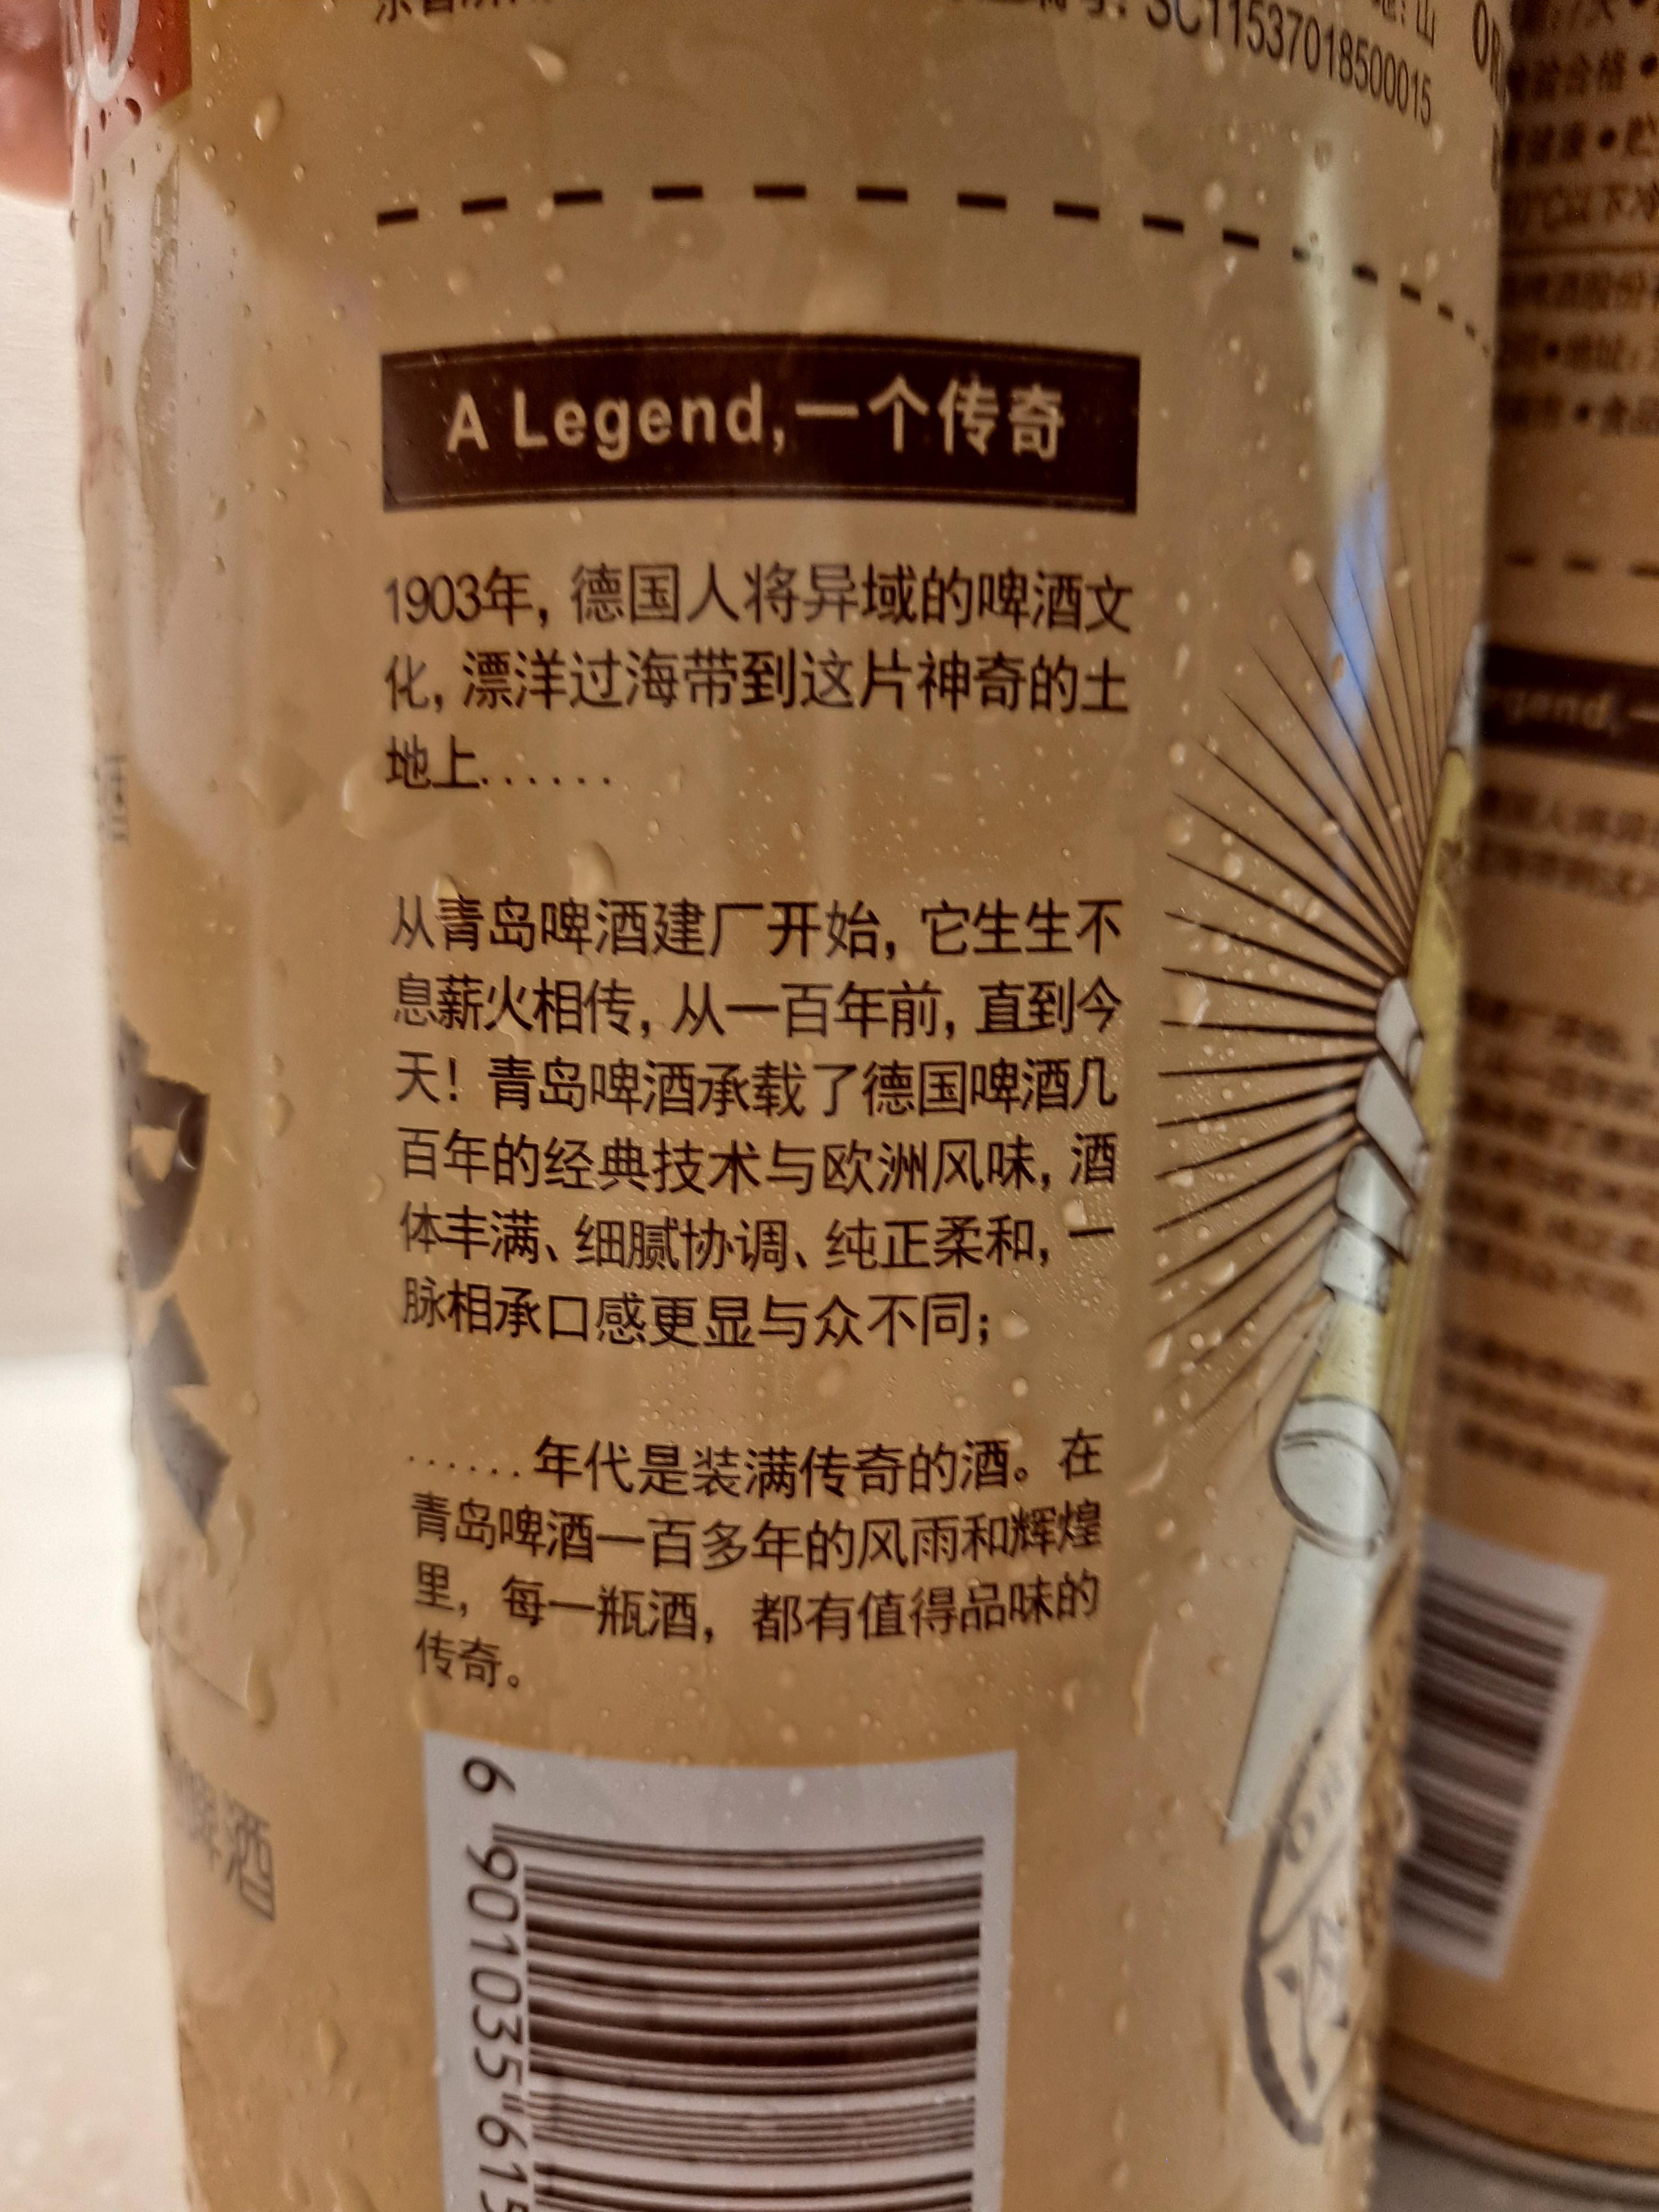 SC11537018500015
A Legend,一个传奇
1903年，德国人将异域的啤酒文
化，漂洋过海带到这片神奇的土
地上......
从青岛啤酒建厂开始，它生生不
息薪火相传，从一百年前，直到今
天！青岛啤酒承载了德国啤酒几
百年的经典技术与欧洲风味，酒
体丰满、细腻协调、纯正柔和，一
脉相承口感更显与众不同；
......年代是装满传奇的酒。在
青岛啤酒一百多年的风雨和辉煌
里，每一瓶酒，都有值得品味的
传奇。
6 901035 615
啤酒